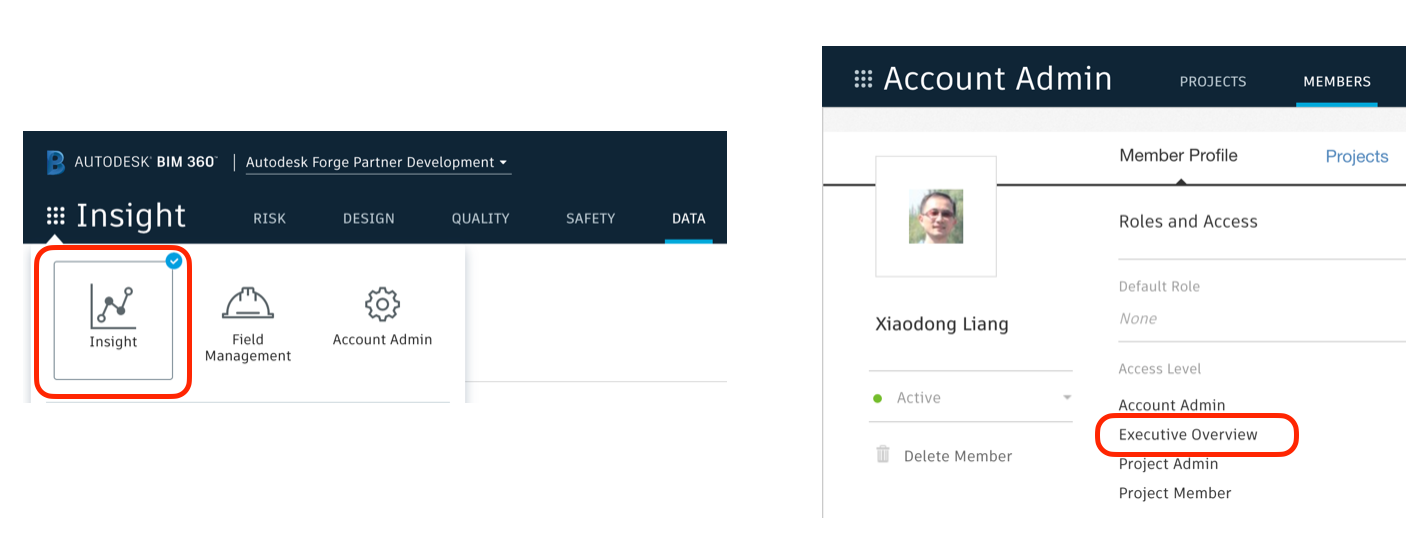 AUTODESK® BIM 360™
Autodesk Forge Partner Development
Insight
RISK
DESIGN
QUALITY
SAFETY
DATA
Insight
Field
Management
Account Admin
Account Admin
PROJECTS
MEMBERS
Member Profile
Projects
Xiaodong Liang
Active
Delete Member
Roles and Access
Default Role
None
Access Level
Account Admin
Executive Overview
Project Admin
Project Member